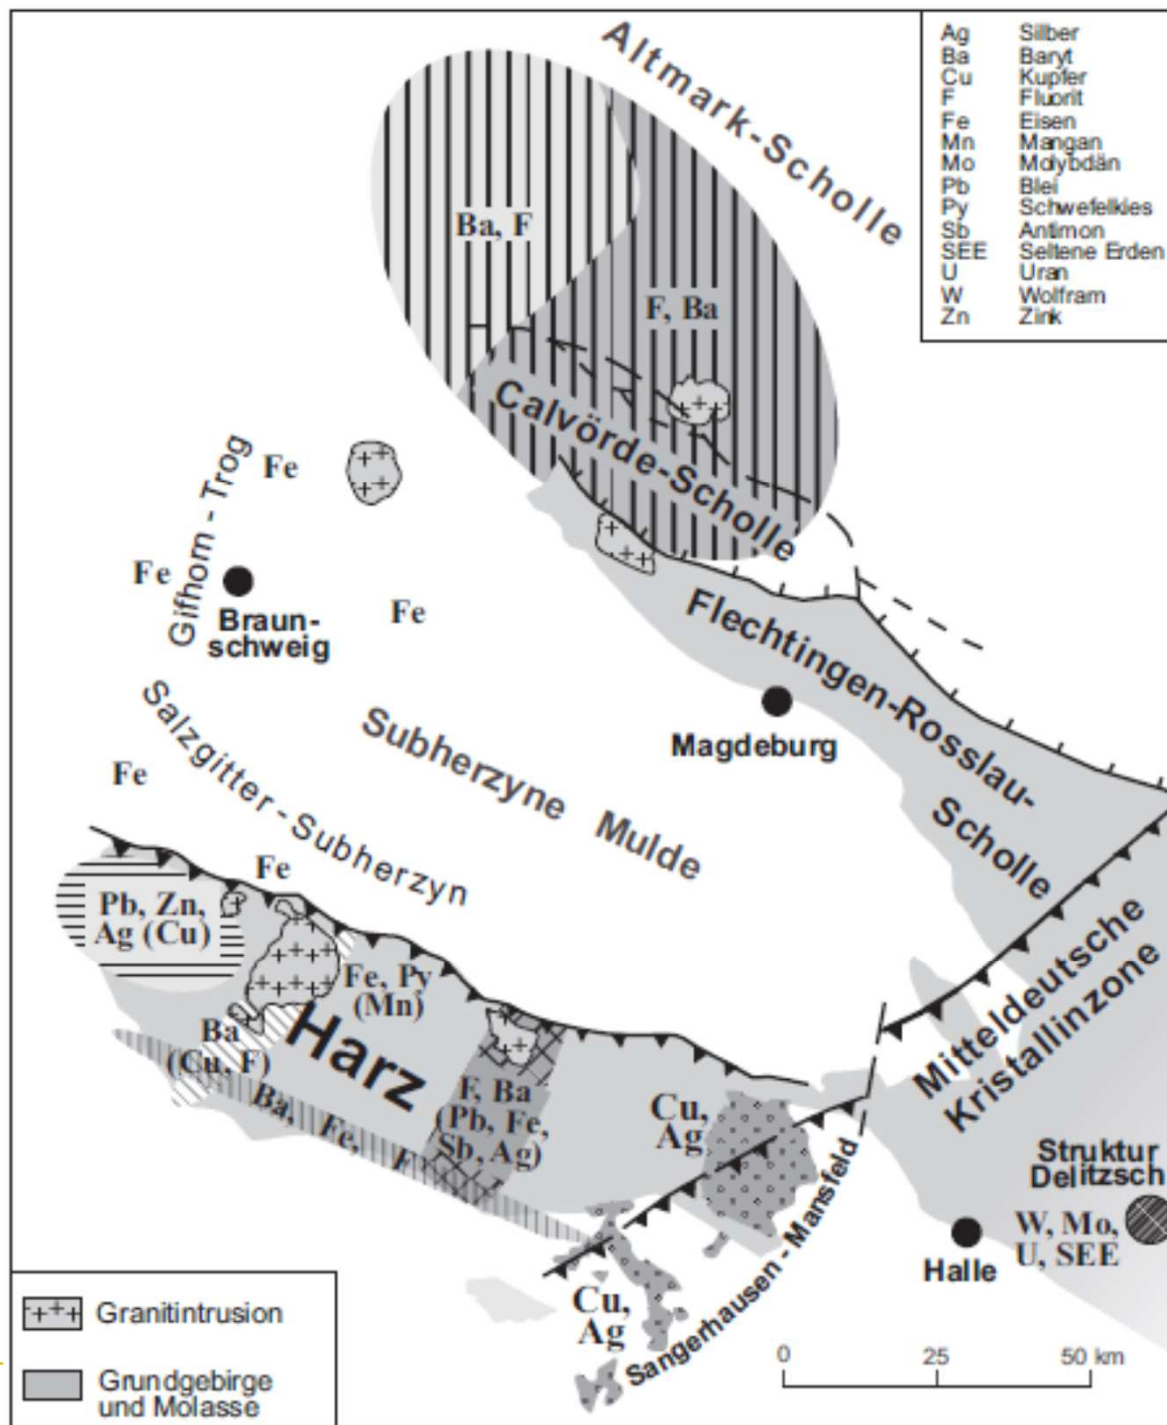 Altmark-Scholle
Ag Silber
Ba Baryt
Cu Kupfer
F Fluorit
Fe Eisen
Mn Mangan
Mo Molybdän
Pb Blei
Py Schwefelkies
Sb Antimon
SEE Seltene Erden
U Uran
W Wolfram
Zn Zink
Ba, F
F, Ba
Calvörde-Scholle
Gifhorn-Trog
Fe
Fe
Fe
Braun-
schweig
Flechtingen-Rosslau-
Scholle
Magdeburg
Salzgitter-Subherzyn
Subherzyne Mulde
Fe
Fe
Pb, Zn,
Ag (Cu)
Fe, Py
(Mn)
Harz
Ba
(Cu, F)
Ba, Fe, F
F, Ba
(Pb, Fe,
Sb, Ag)
Cu,
Ag
Mitteldeutsche
Kristallinzone
Struktur
Delitzsch
W, Mo,
U, SEE
Halle
Cu,
Ag
Sangerhausen-Mansfeld
Granitintrusion
Grundgebirge
und Molasse
0 25 50 km